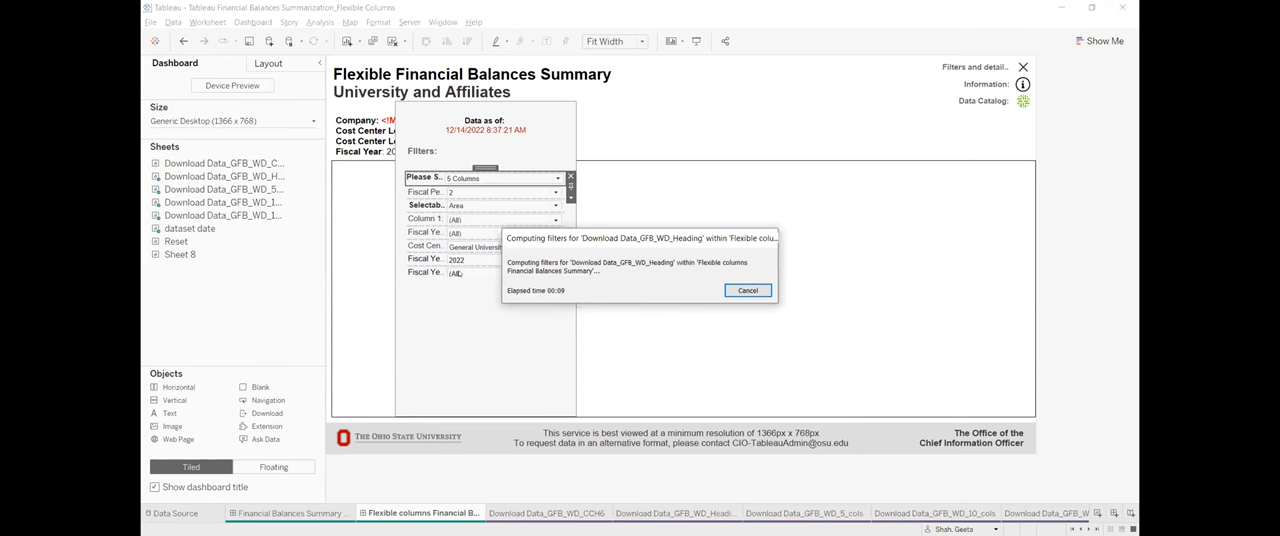 Tableau - Tableau Financial Balances Summarization_Flexible Columns
File Data Worksheet Dashboard Story Analysis Map Format Server Window Help
Fit Width
Show Me
Dashboard Layout
Device Preview
Size
Generic Desktop (1366 x 768)
Sheets
Download Data_GFB_WD_C...
Download Data_GFB_WD_H...
Download Data_GFB_WD_5...
Download Data_GFB_WD_1...
Download Data_GFB_WD_1...
dataset date
Reset
Sheet 8
Objects
Horizontal Blank
Vertical Navigation
Text Download
Image Extension
Web Page Ask Data
Tiled Floating
Show dashboard title
Flexible Financial Balances Summary
University and Affiliates
Filters and detail..
Information:
Data Catalog:
Company: <!M
Cost Center Le
Cost Center Lo
Fiscal Year: 20
Data as of:
12/14/2022 8:37:21 AM
Filters:
Please S.. 5 Columns
Fiscal Pe.. 2
Selectab.. Area
Column 1: (All)
Fiscal Ye.. (All)
Cost Cen.. General Universit
Fiscal Ye.. 2022
Fiscal Ye.. (All)
Computing filters for 'Download Data_GFB_WD_Heading' within 'Flexible colu...
Computing filters for 'Download Data_GFB_WD_Heading' within 'Flexible columns
Financial Balances Summary'...
Elapsed time 00:09
Cancel
THE OHIO STATE UNIVERSITY
This service is best viewed at a minimum resolution of 1366px x 768px
To request data in an alternative format, please contact CIO-TableauAdmin@osu.edu
The Office of the
Chief Information Officer
Data Source Financial Balances Summary ... Flexible columns Financial B... Download Data_GFB_WD_CCH6 Download Data_GFB_WD_Headi... Download Data_GFB_WD_5_cols Download Data_GFB_WD_10_cols Download Data_GFB_W
Shah, Geeta